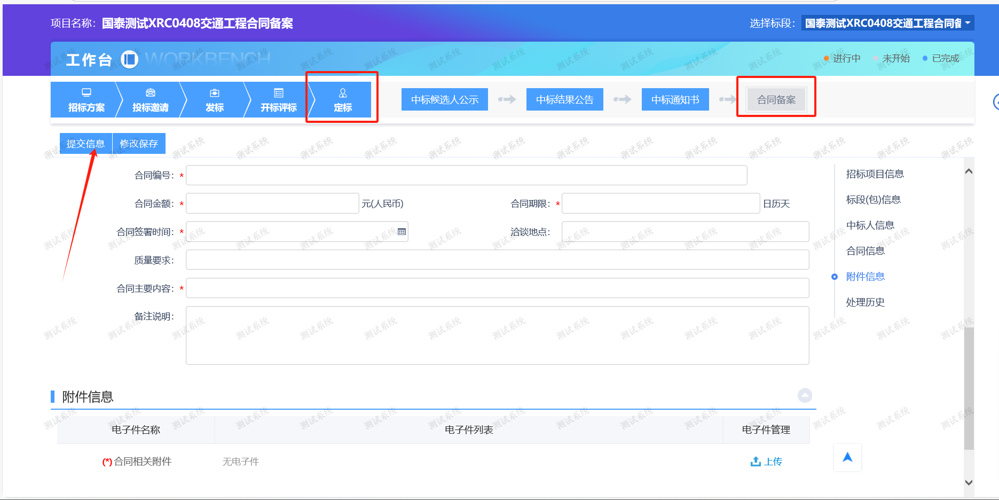 项目名称： 国泰测试XRC0408交通工程合同备案
选择标段： 国泰测试XRC0408交通工程合同备
工作台 WORKBENCH
进行中 未开始 已完成
招标方案 投标邀请 发标 开标评标 定标
中标候选人公示 中标结果公告 中标通知书 合同备案
提交信息 修改保存
合同编号： *
合同金额： * 元(人民币) 合同期限： * 日历天
合同签署时间： * 洽谈地点：
质量要求：
合同主要内容： *
备注说明：
招标项目信息
标段(包)信息
中标人信息
合同信息
附件信息
处理历史
附件信息
电子件名称 电子件列表 电子件管理
(*)合同相关附件 无电子件 上传
测试系统